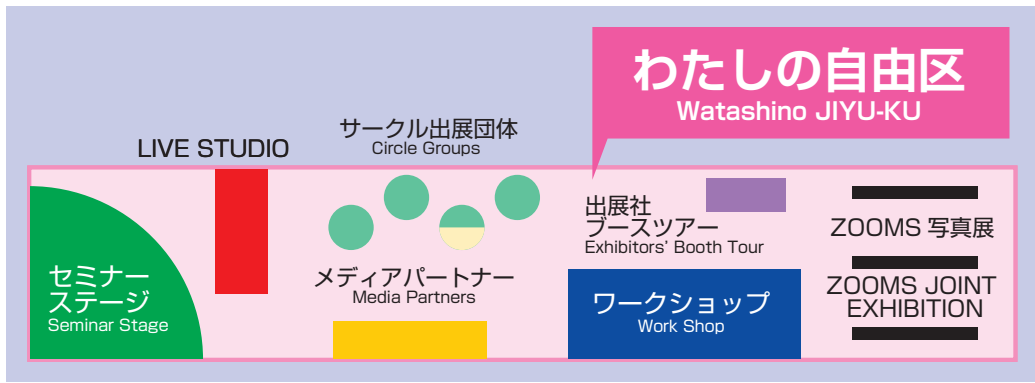 わたしの自由区
Watashino JIYU-KU
サークル出展団体
Circle Groups
LIVE STUDIO
出展社
ブースツアー
Exhibitors' Booth Tour
ZOOMS 写真展
セミナー
ステージ
Seminar Stage
メディアパートナー
Media Partners
ワークショップ
Work Shop
ZOOMS JOINT
EXHIBITION